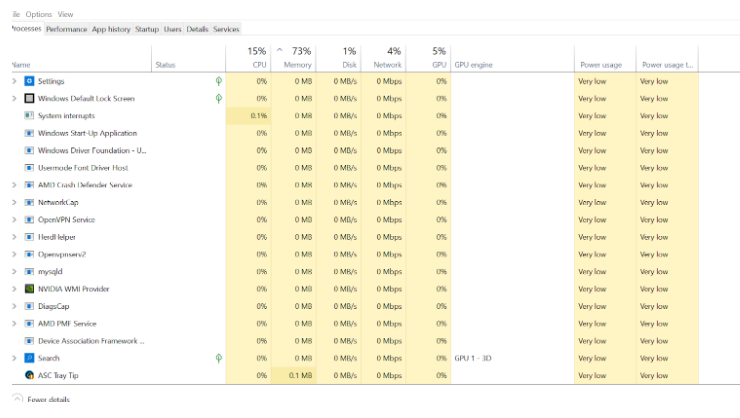 ile Options View
Processes Performance App history Startup Users Details Services
15% 73% 1% 4% 5%
Name Status CPU Memory Disk Network GPU GPU engine Power usage Power usage t...
Settings 0% 0 MB 0 MB/s 0 Mbps 0% Very low Very low
Windows Default Lock Screen 0% 0 MB 0 MB/s 0 Mbps 0% Very low Very low
System interrupts 0.1% 0 MB 0 MB/s 0 Mbps 0% Very low Very low
Windows Start-Up Application 0% 0 MB 0 MB/s 0 Mbps 0% Very low Very low
Windows Driver Foundation - U... 0% 0 MB 0 MB/s 0 Mbps 0% Very low Very low
Usermode Font Driver Host 0% 0 MB 0 MB/s 0 Mbps 0% Very low Very low
AMD Crash Defender Service 0% 0 MB 0 MB/s 0 Mbps 0% Very low Very low
NetworkCap 0% 0 MB 0 MB/s 0 Mbps 0% Very low Very low
OpenVPN Service 0% 0 MB 0 MB/s 0 Mbps 0% Very low Very low
HerdHelper 0% 0 MB 0 MB/s 0 Mbps 0% Very low Very low
Openvpnserv2 0% 0 MB 0 MB/s 0 Mbps 0% Very low Very low
mysqld 0% 0 MB 0 MB/s 0 Mbps 0% Very low Very low
NVIDIA WMI Provider 0% 0 MB 0 MB/s 0 Mbps 0% Very low Very low
DiagsCap 0% 0 MB 0 MB/s 0 Mbps 0% Very low Very low
AMD PMF Service 0% 0 MB 0 MB/s 0 Mbps 0% Very low Very low
Device Association Framework ... 0% 0 MB 0 MB/s 0 Mbps 0% Very low Very low
Search 0% 0 MB 0 MB/s 0 Mbps 0% GPU 1 - 3D Very low Very low
ASC Tray Tip 0% 0.1 MB 0 MB/s 0 Mbps 0% Very low Very low
Fewer details